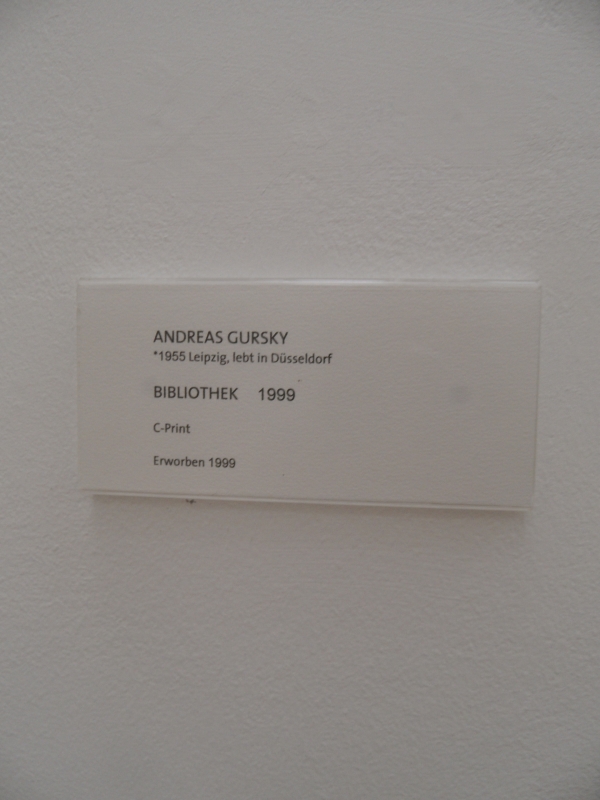 ANDREAS GURSKY
*1955 Leipzig, lebt in Düsseldorf
BIBLIOTHEK 1999
C-Print
Erworben 1999